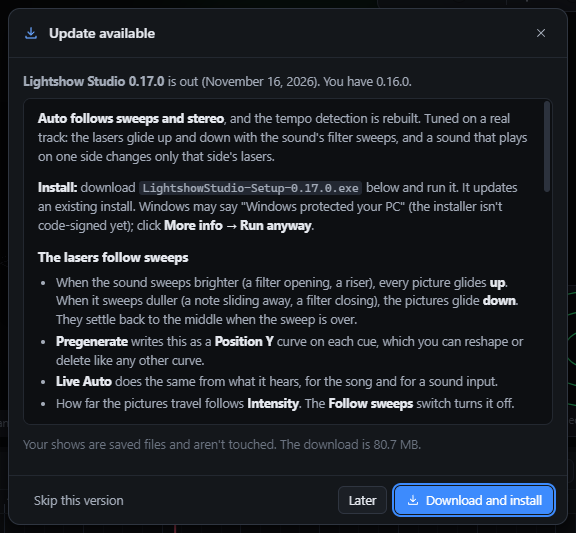 Update available
Lightshow Studio 0.17.0 is out (November 16, 2026). You have 0.16.0.
Auto follows sweeps and stereo, and the tempo detection is rebuilt. Tuned on a real
track: the lasers glide up and down with the sound's filter sweeps, and a sound that plays
on one side changes only that side's lasers.
Install: download LightshowStudio-Setup-0.17.0.exe below and run it. It updates
an existing install. Windows may say "Windows protected your PC" (the installer isn't
code-signed yet); click More info → Run anyway.
The lasers follow sweeps
• When the sound sweeps brighter (a filter opening, a riser), every picture glides up.
When it sweeps duller (a note sliding away, a filter closing), the pictures glide down.
They settle back to the middle when the sweep is over.
• Pregenerate writes this as a Position Y curve on each cue, which you can reshape or
delete like any other curve.
• Live Auto does the same from what it hears, for the song and for a sound input.
• How far the pictures travel follows Intensity. The Follow sweeps switch turns it off.
Your shows are saved files and aren't touched. The download is 80.7 MB.
Skip this version
Later
Download and install